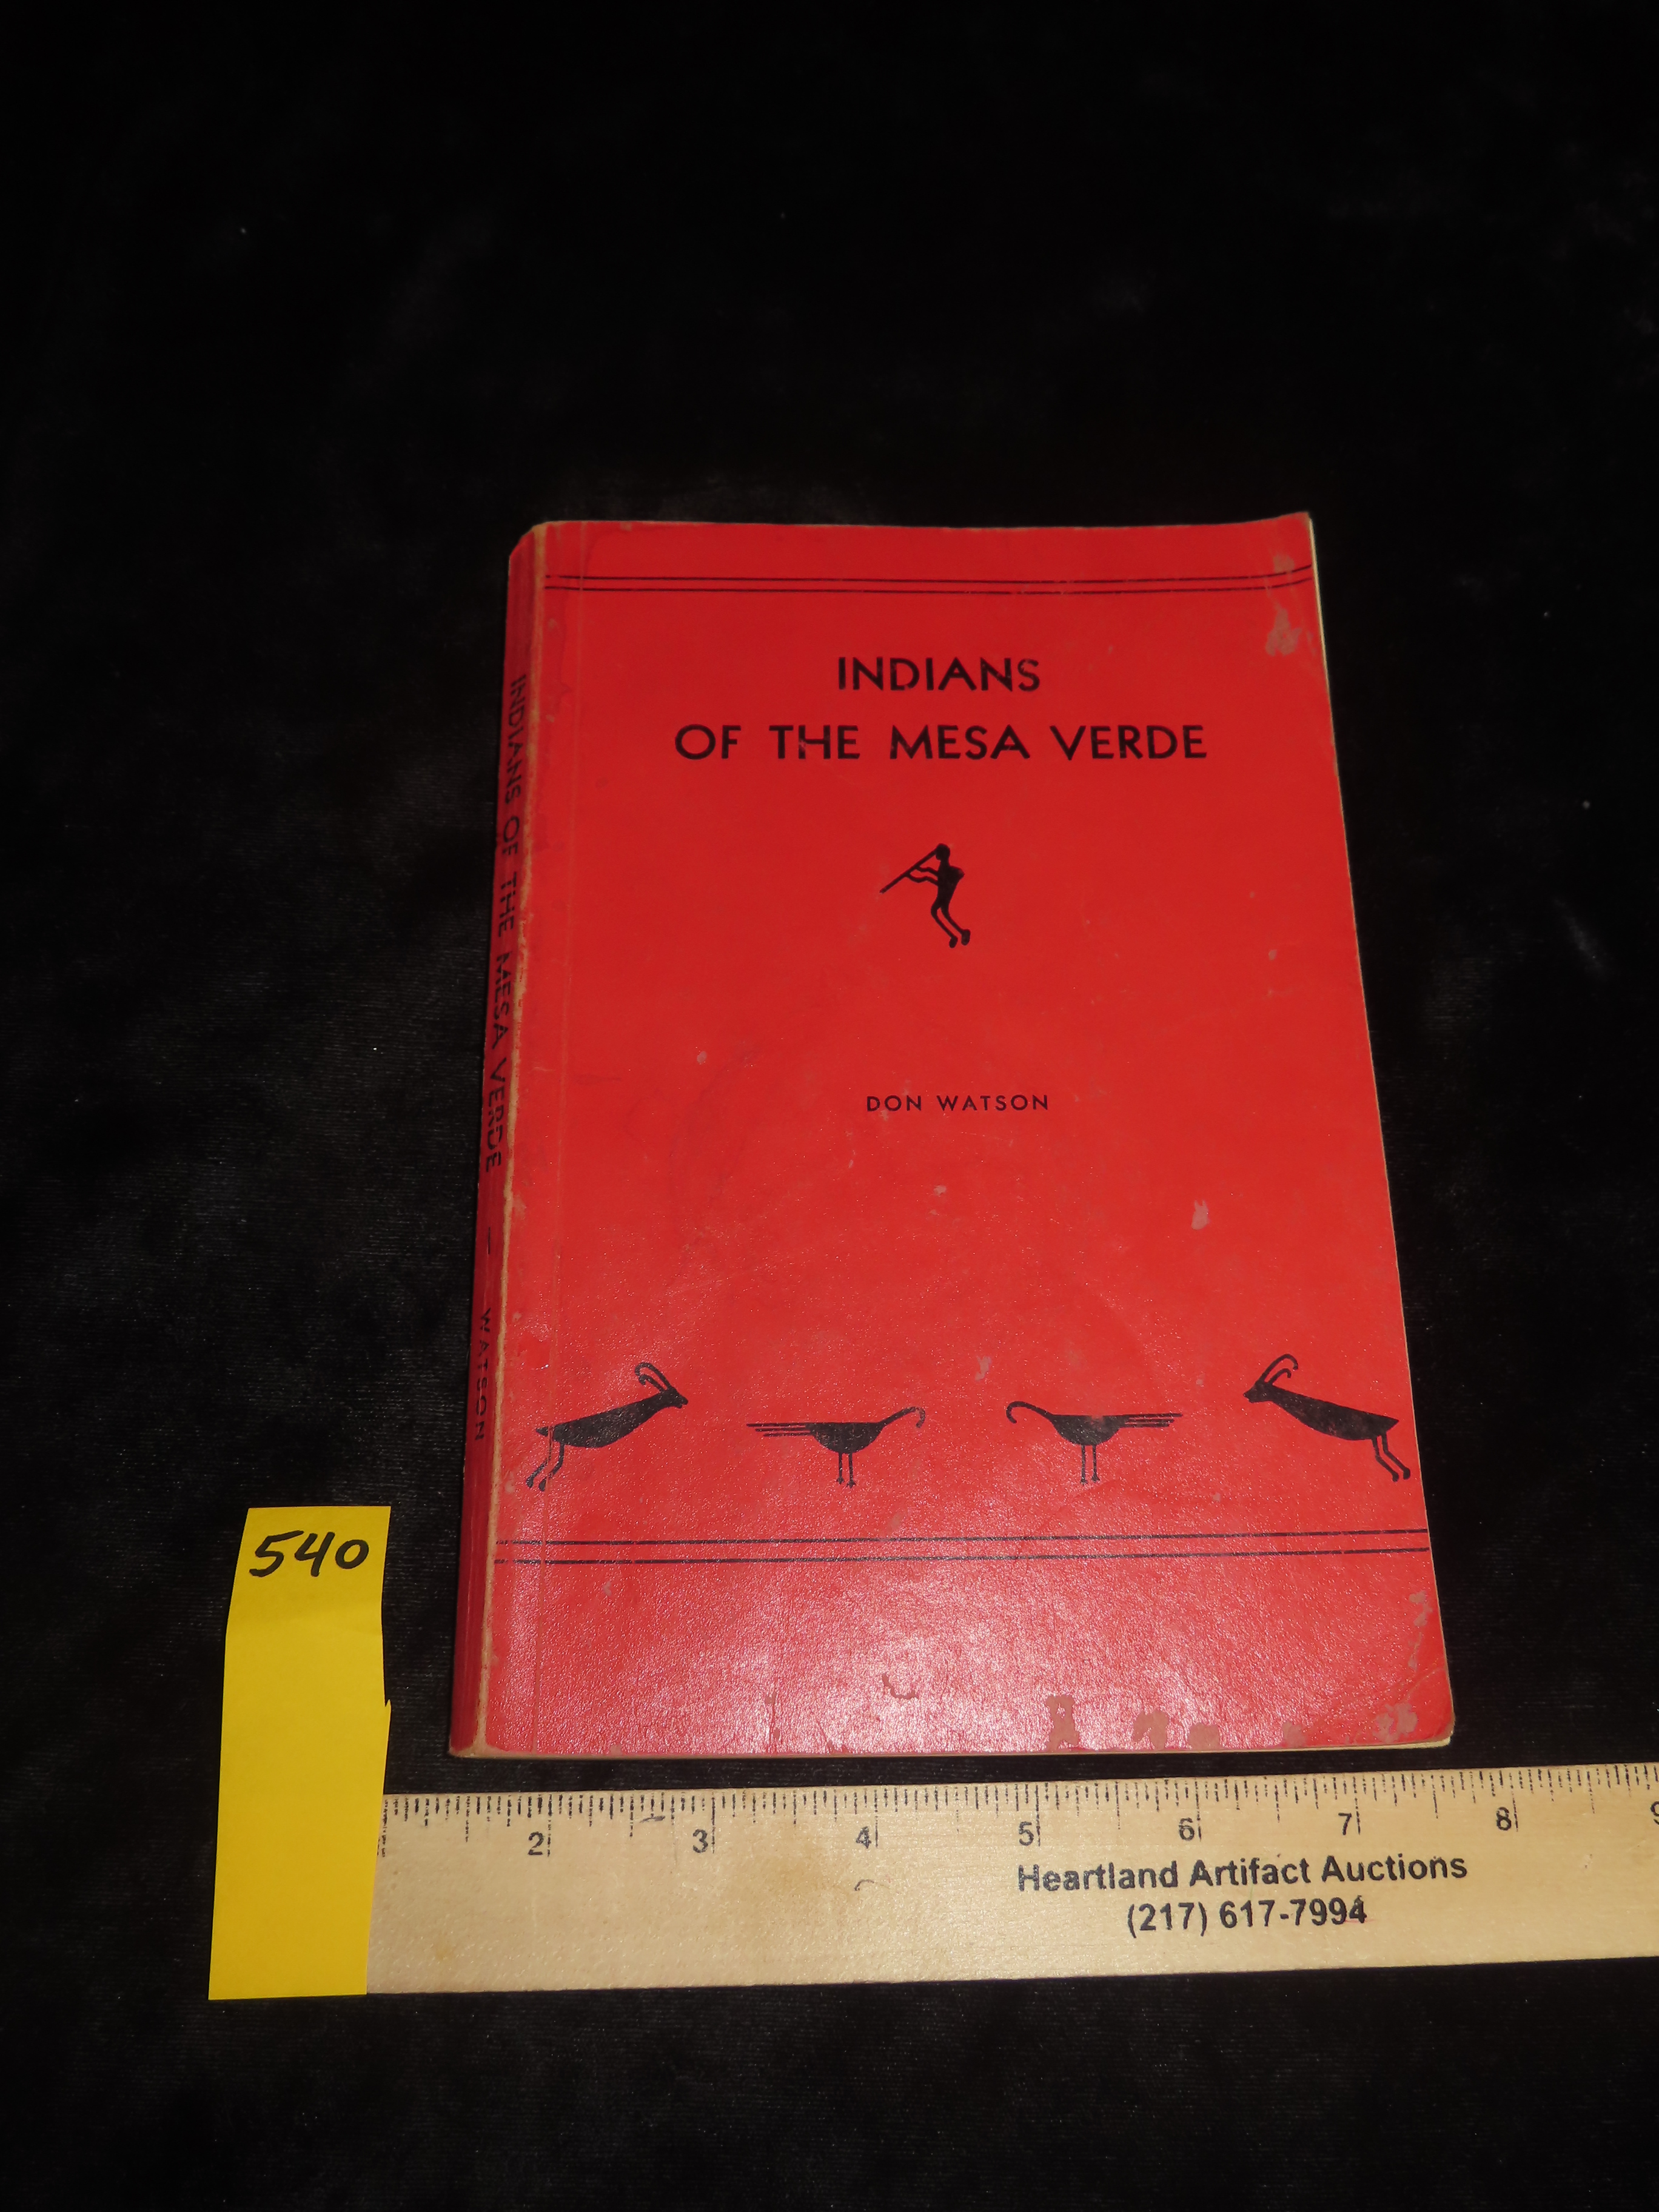 INDIANS
OF THE MESA VERDE
DON WATSON
INDIANS OF THE MESA VERDE — WATSON
540
2 3 4 5 6 7 8 9
Heartland Artifact Auctions
(217) 617-7994